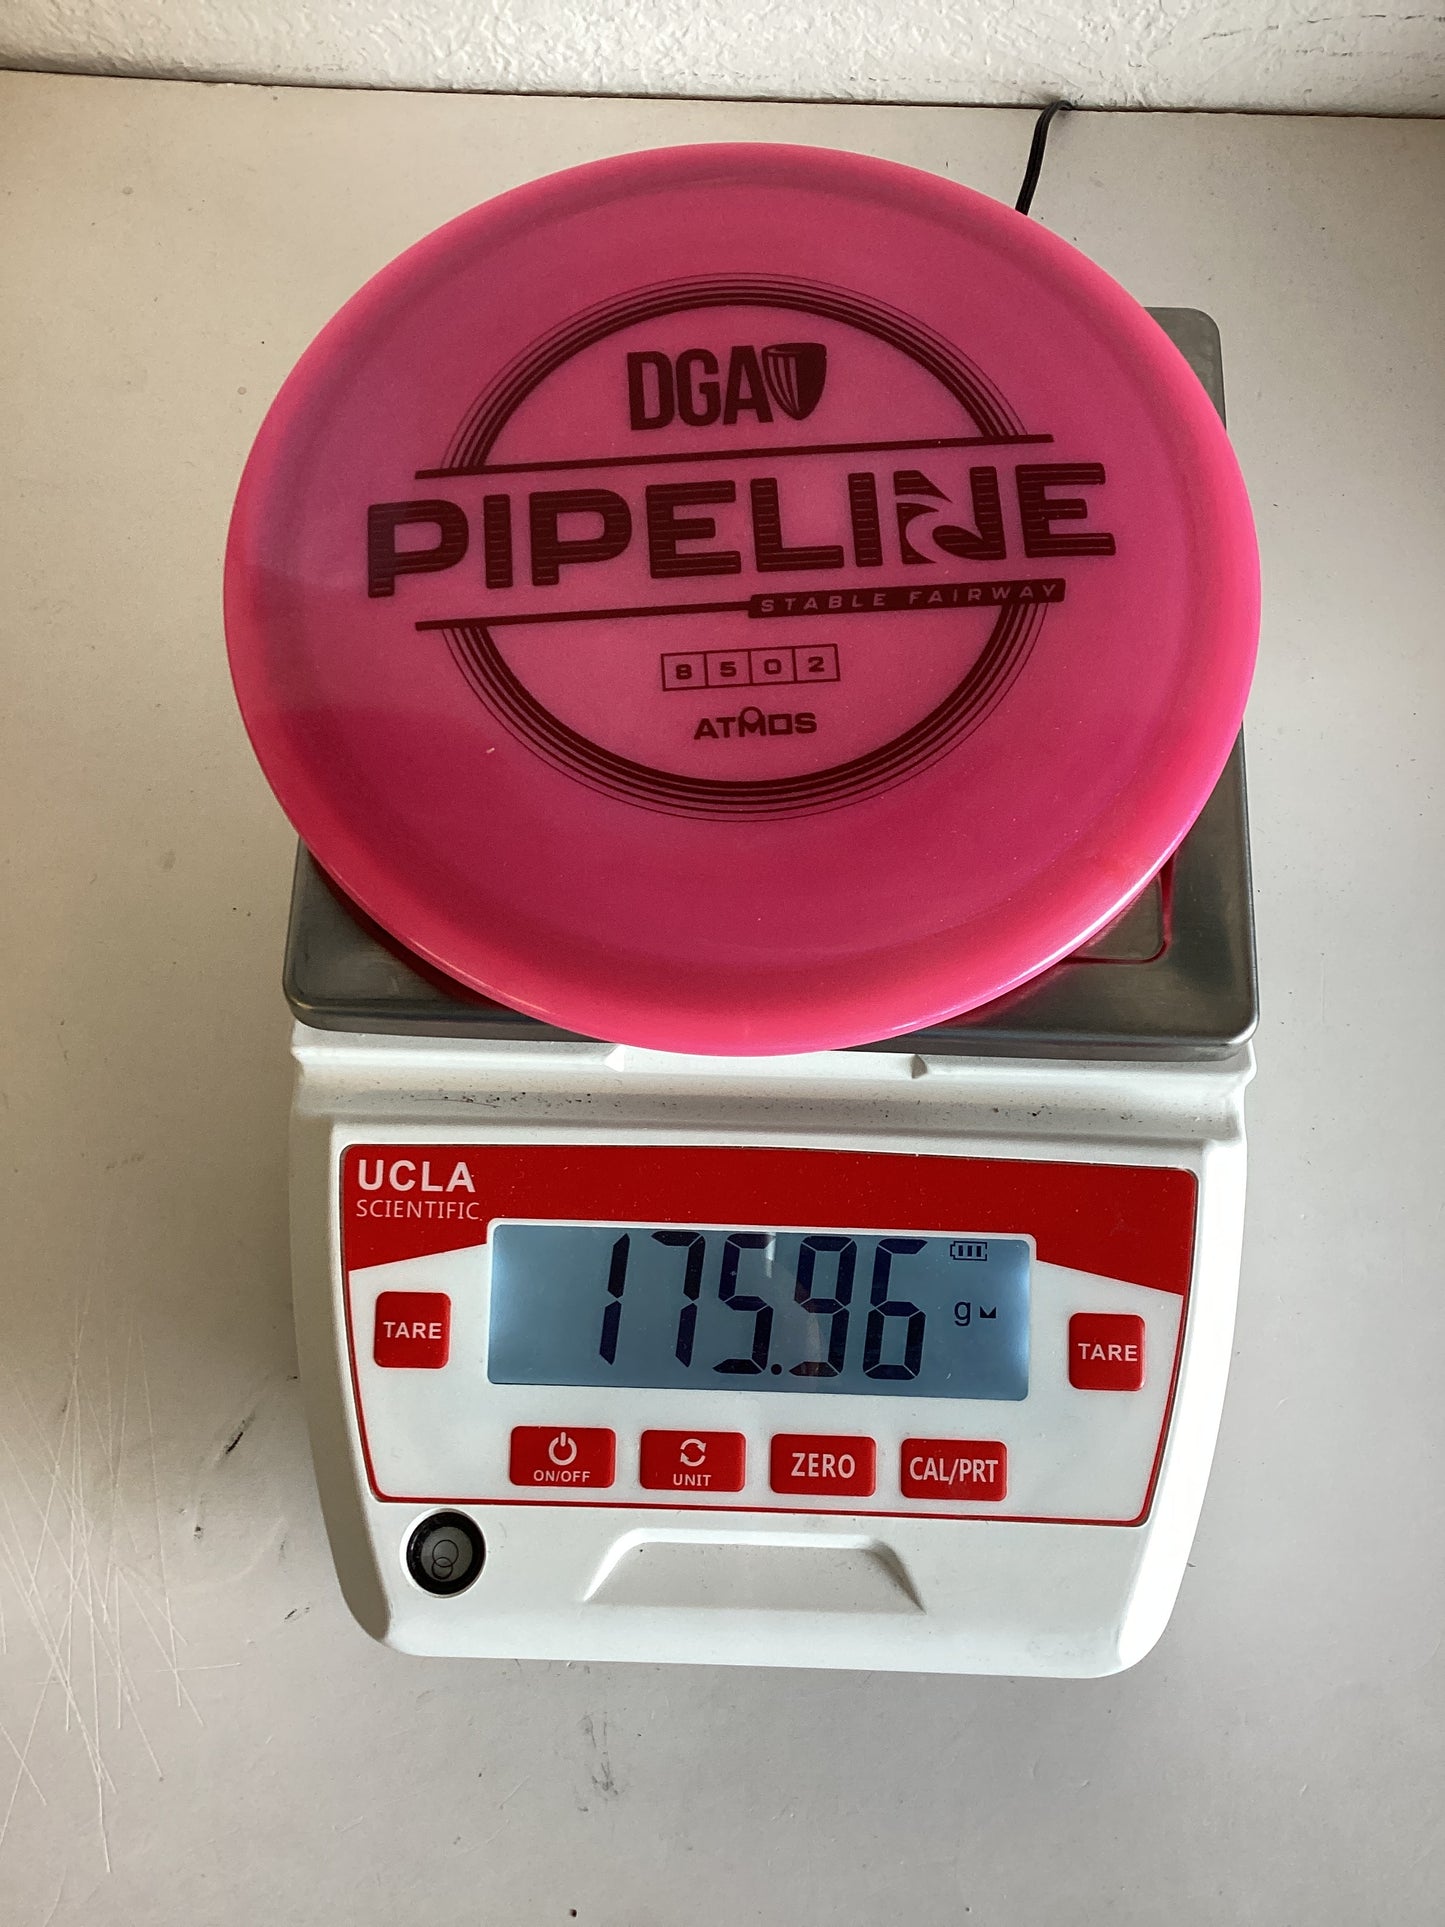 DGA
PIPELINE
STABLE FAIRWAY
8 5 0 2
ATMOS
UCLA
SCIENTIFIC
175.96 g
TARE
TARE
ON/OFF
UNIT
ZERO
CAL/PRT